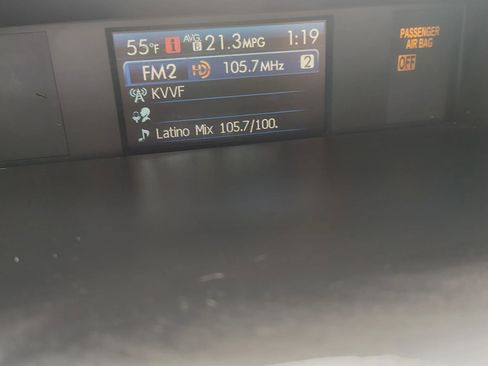 55°F i AVG B 21.3MPG 1:19
FM2 HD 105.7MHz 2
KVVF
Latino Mix 105.7/100.
PASSENGER
AIR BAG
OFF